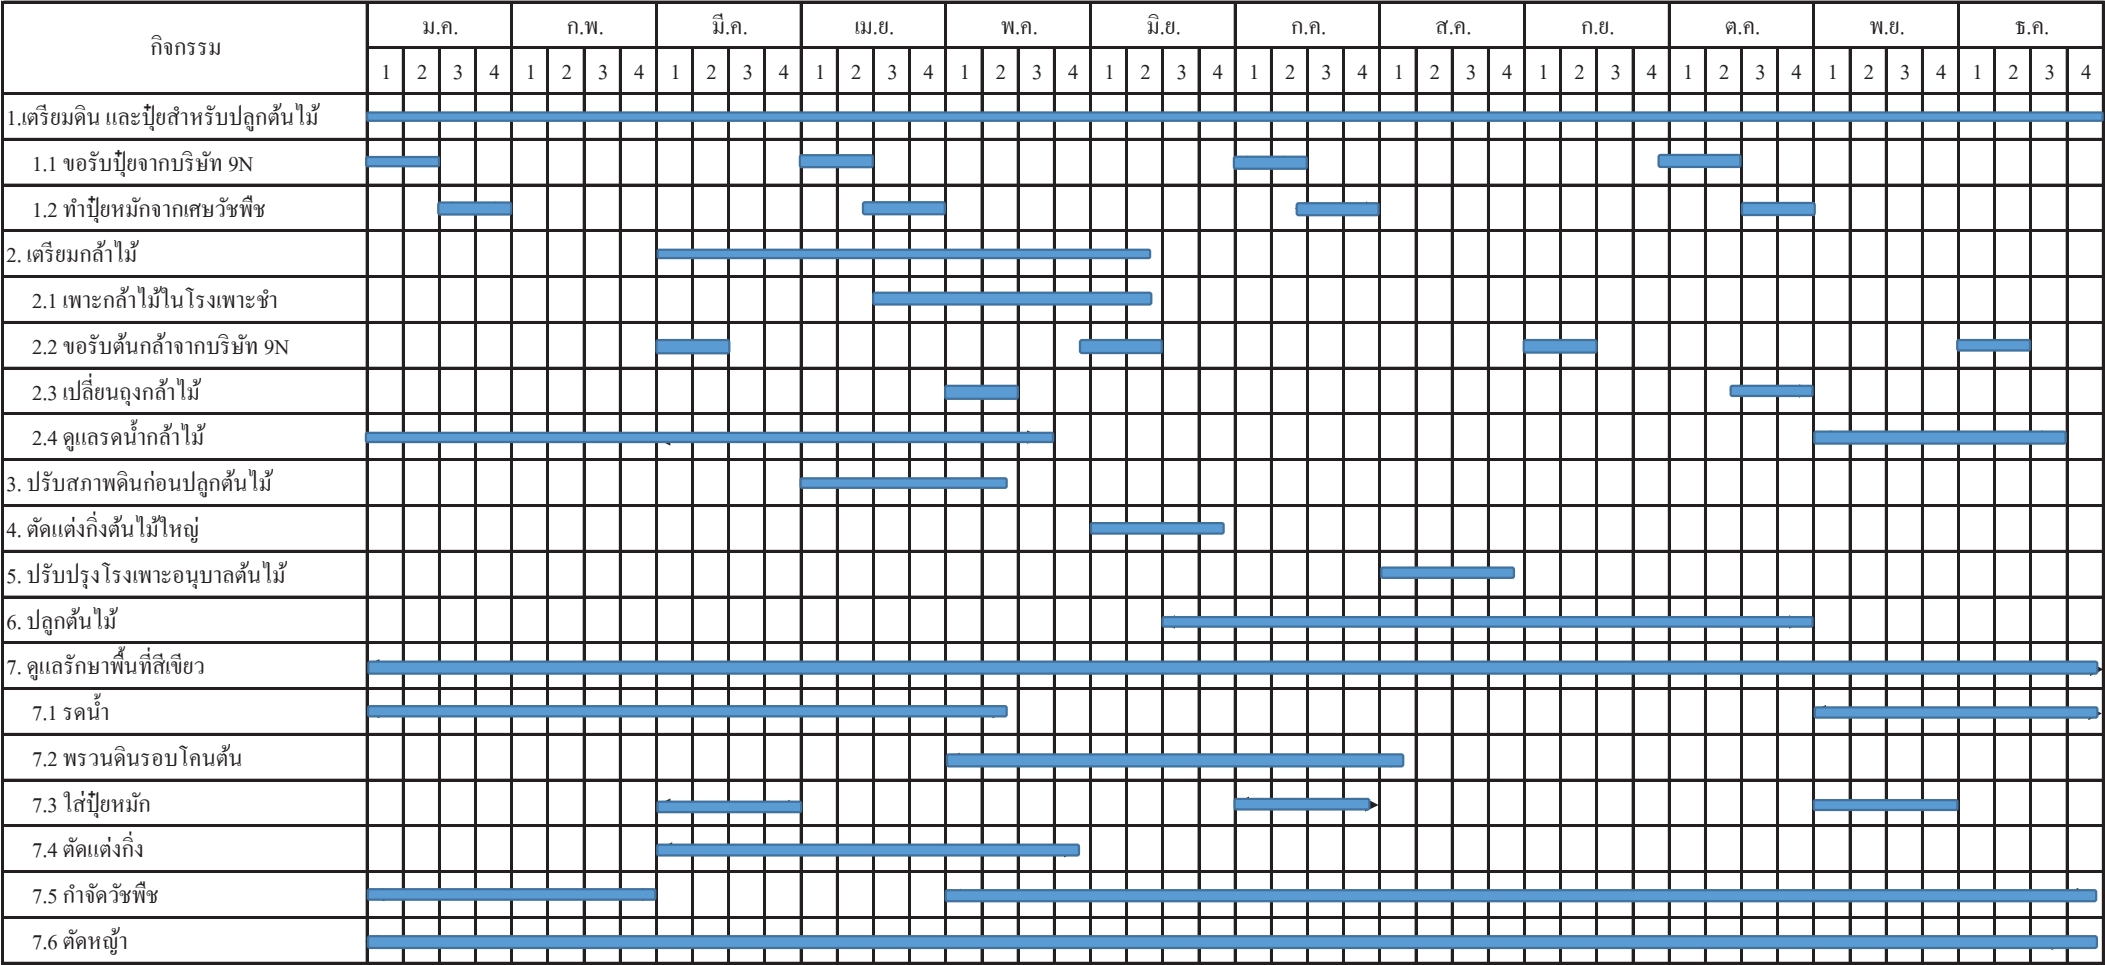 กิจกรรม ม.ค. ก.พ. มี.ค. เม.ย. พ.ค. มิ.ย. ก.ค. ส.ค. ก.ย. ต.ค. พ.ย. ธ.ค.
1 2 3 4 1 2 3 4 1 2 3 4 1 2 3 4 1 2 3 4 1 2 3 4 1 2 3 4 1 2 3 4 1 2 3 4 1 2 3 4 1 2 3 4 1 2 3 4
1.เตรียมดิน และปุ๋ยสำหรับปลูกต้นไม้
1.1 ขอรับปุ๋ยจากบริษัท 9N
1.2 ทำปุ๋ยหมักจากเศษวัชพืช
2. เตรียมกล้าไม้
2.1 เพาะกล้าไม้ในโรงเพาะชำ
2.2 ขอรับต้นกล้าจากบริษัท 9N
2.3 เปลี่ยนถุงกล้าไม้
2.4 ดูแลรดน้ำกล้าไม้
3. ปรับสภาพดินก่อนปลูกต้นไม้
4. ตัดแต่งกิ่งต้นไม้ใหญ่
5. ปรับปรุงโรงเพาะอนุบาลต้นไม้
6. ปลูกต้นไม้
7. ดูแลรักษาพื้นที่สีเขียว
7.1 รดน้ำ
7.2 พรวนดินรอบโคนต้น
7.3 ใส่ปุ๋ยหมัก
7.4 ตัดแต่งกิ่ง
7.5 กำจัดวัชพืช
7.6 ตัดหญ้า